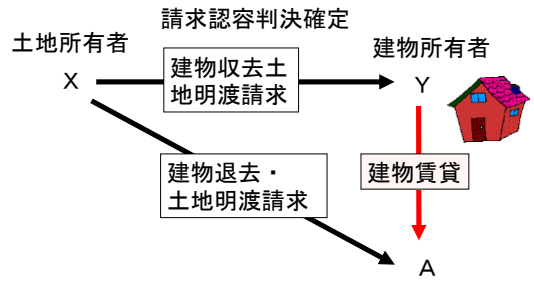 請求認容判決確定
土地所有者
建物所有者
X
建物収去土
地明渡請求
Y
建物退去・
土地明渡請求
建物賃貸
A